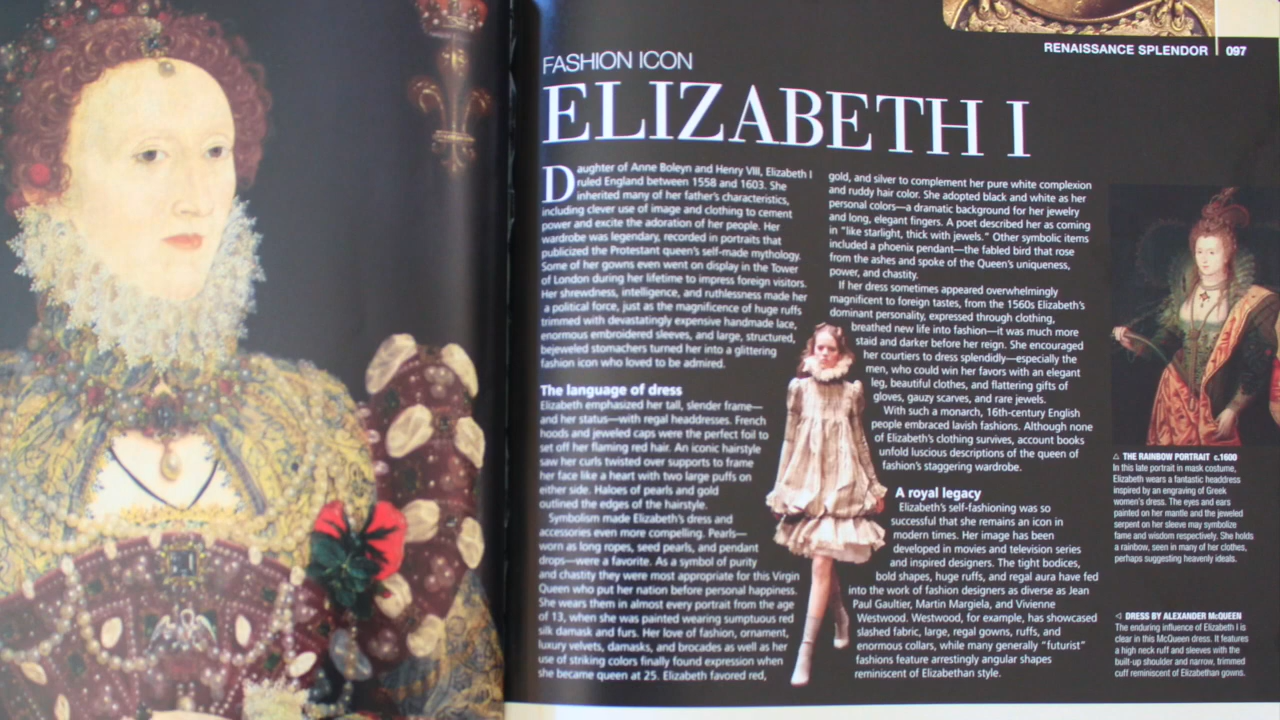 RENAISSANCE SPLENDOR 097
FASHION ICON
ELIZABETH I
Daughter of Anne Boleyn and Henry VIII, Elizabeth I
ruled England between 1558 and 1603. She
inherited many of her father's characteristics,
including clever use of image and clothing to cement
power and excite the adoration of her people. Her
wardrobe was legendary, recorded in portraits that
publicized the Protestant queen's self-made mythology.
Some of her gowns even went on display in the Tower
of London during her lifetime to impress foreign visitors.
Her shrewdness, intelligence, and ruthlessness made her
a political force, just as the magnificence of huge ruffs
trimmed with devastatingly expensive handmade lace,
enormous embroidered sleeves, and large, structured,
bejeweled stomachers turned her into a glittering
fashion icon who loved to be admired.
The language of dress
Elizabeth emphasized her tall, slender frame—
and her status—with regal headdresses. French
hoods and jeweled caps were the perfect foil to
set off her flaming red hair. An iconic hairstyle
saw her curls twisted over supports to frame
her face like a heart with two large puffs on
either side. Haloes of pearls and gold
outlined the edges of the hairstyle.
Symbolism made Elizabeth's dress and
accessories even more compelling. Pearls—
worn as long ropes, seed pearls, and pendant
drops—were a favorite. As a symbol of purity
and chastity they were most appropriate for this Virgin
Queen who put her nation before personal happiness.
She wears them in almost every portrait from the age
of 13, when she was painted wearing sumptuous red
silk damask and furs. Her love of fashion, ornament,
luxury velvets, damasks, and brocades as well as her
use of striking colors finally found expression when
she became queen at 25. Elizabeth favored red,
gold, and silver to complement her pure white complexion
and ruddy hair color. She adopted black and white as her
personal colors—a dramatic background for her jewelry
and long, elegant fingers. A poet described her as coming
in "like starlight, thick with jewels." Other symbolic items
included a phoenix pendant—the fabled bird that rose
from the ashes and spoke of the Queen's uniqueness,
power, and chastity.
If her dress sometimes appeared overwhelmingly
magnificent to foreign tastes, from the 1560s Elizabeth's
dominant personality, expressed through clothing,
breathed new life into fashion—it was much more
staid and darker before her reign. She encouraged
her courtiers to dress splendidly—especially the
men, who could win her favors with an elegant
leg, beautiful clothes, and flattering gifts of
gloves, gauzy scarves, and rare jewels.
With such a monarch, 16th-century English
people embraced lavish fashions. Although none
of Elizabeth's clothing survives, account books
unfold luscious descriptions of the queen of
fashion's staggering wardrobe.
A royal legacy
Elizabeth's self-fashioning was so
successful that she remains an icon in
modern times. Her image has been
developed in movies and television series
and inspired designers. The tight bodices,
bold shapes, huge ruffs, and regal aura have fed
into the work of fashion designers as diverse as Jean
Paul Gaultier, Martin Margiela, and Vivienne
Westwood. Westwood, for example, has showcased
slashed fabric, large, regal gowns, ruffs, and
enormous collars, while many generally "futurist"
fashions feature arrestingly angular shapes
reminiscent of Elizabethan style.
△ THE RAINBOW PORTRAIT c.1600
In this late portrait in mask costume,
Elizabeth wears a fantastic headdress
inspired by an engraving of Greek
women's dress. The eyes and ears
painted on her mantle and the jeweled
serpent on her sleeve may symbolize
fame and wisdom respectively. She holds
a rainbow, seen in many of her clothes,
perhaps suggesting heavenly ideals.
◁ DRESS BY ALEXANDER McQUEEN
The enduring influence of Elizabeth I is
clear in this McQueen dress. It features
a high neck ruff and sleeves with the
built-up shoulder and narrow, trimmed
cuff reminiscent of Elizabethan gowns.